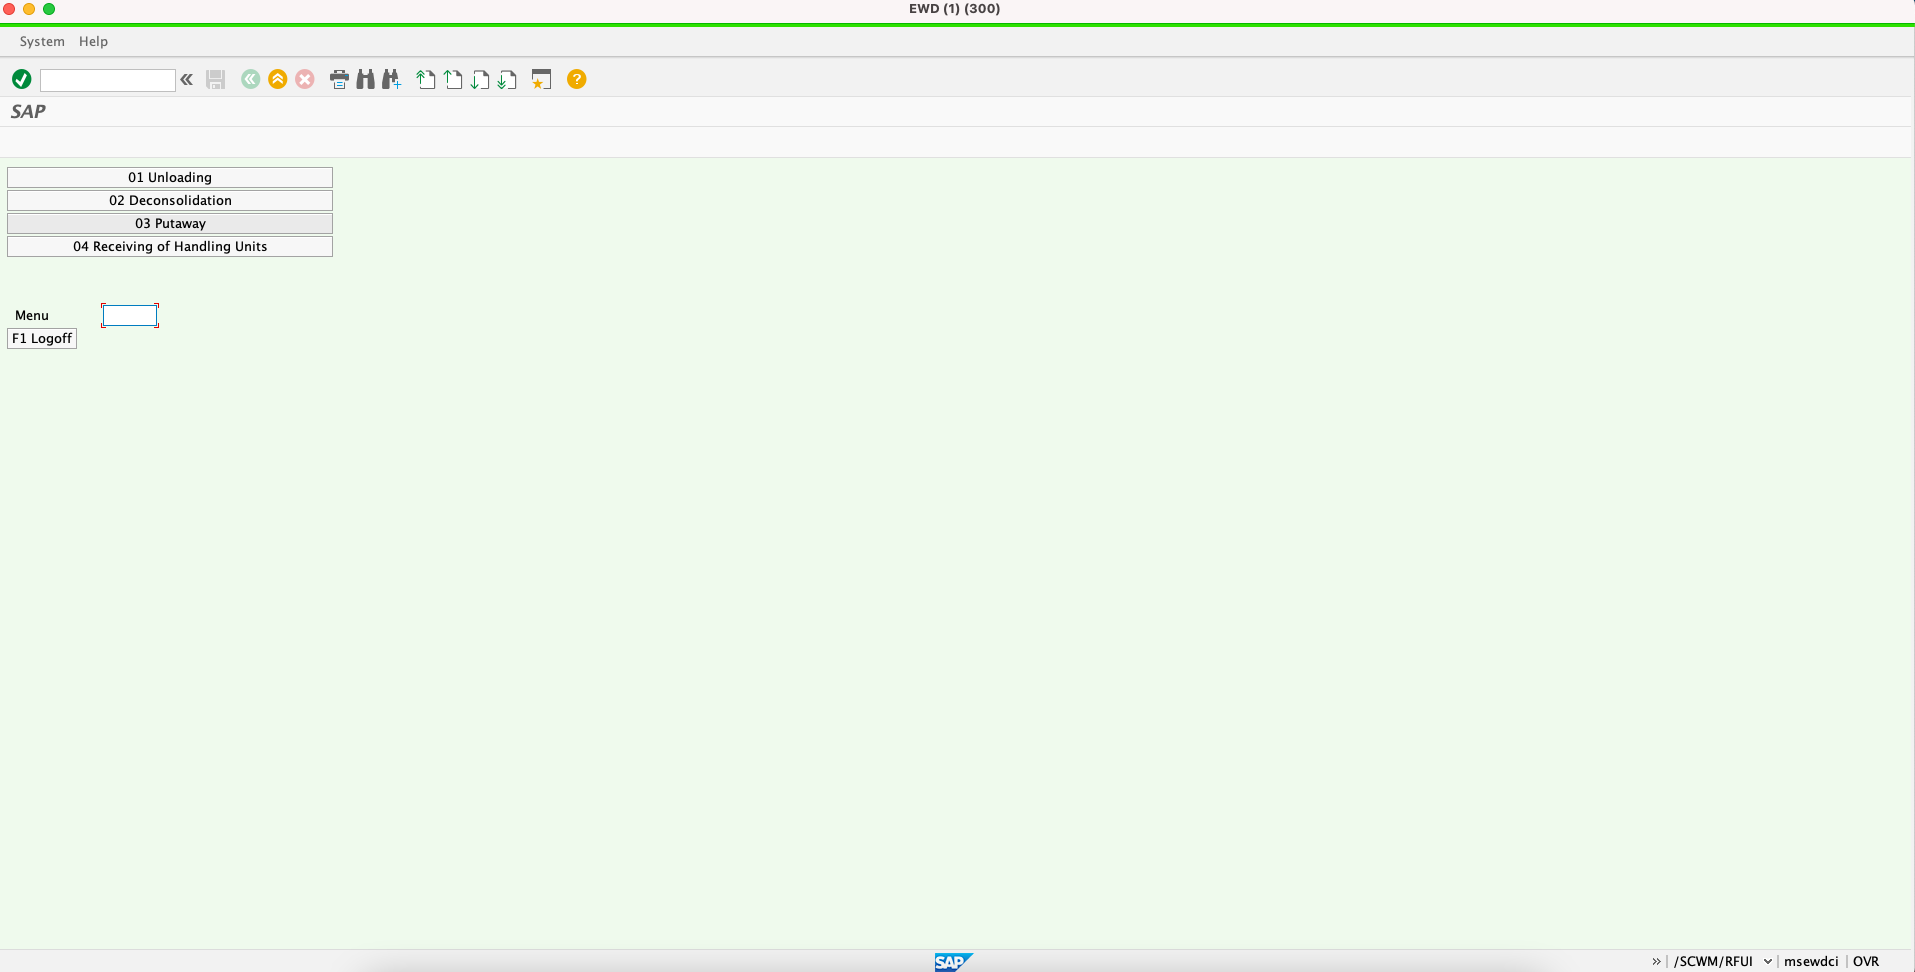 EWD (1) (300)
System Help
SAP
01 Unloading
02 Deconsolidation
03 Putaway
04 Receiving of Handling Units
Menu
F1 Logoff
SAP
/SCWM/RFUI msewdci OVR